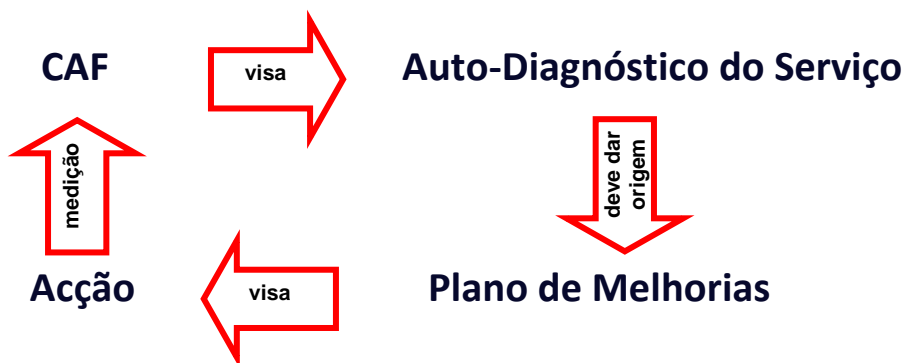 CAF
visa
Auto-Diagnóstico do Serviço
medição
deve dar
origem
Acção
visa
Plano de Melhorias